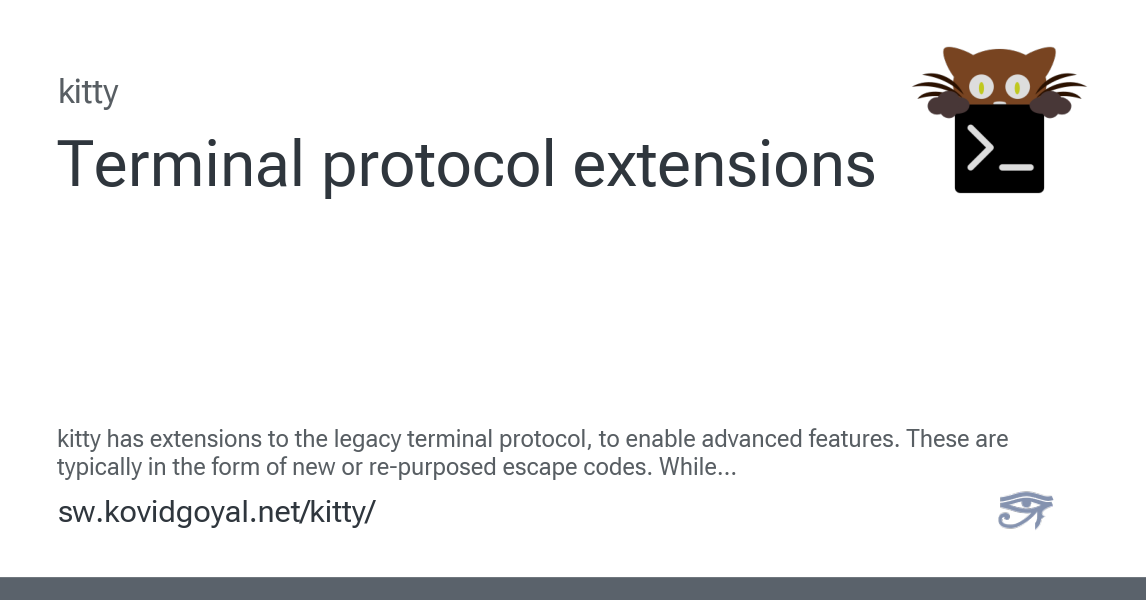 kitty
Terminal protocol extensions
>_
kitty has extensions to the legacy terminal protocol, to enable advanced features. These are
typically in the form of new or re-purposed escape codes. While...
sw.kovidgoyal.net/kitty/